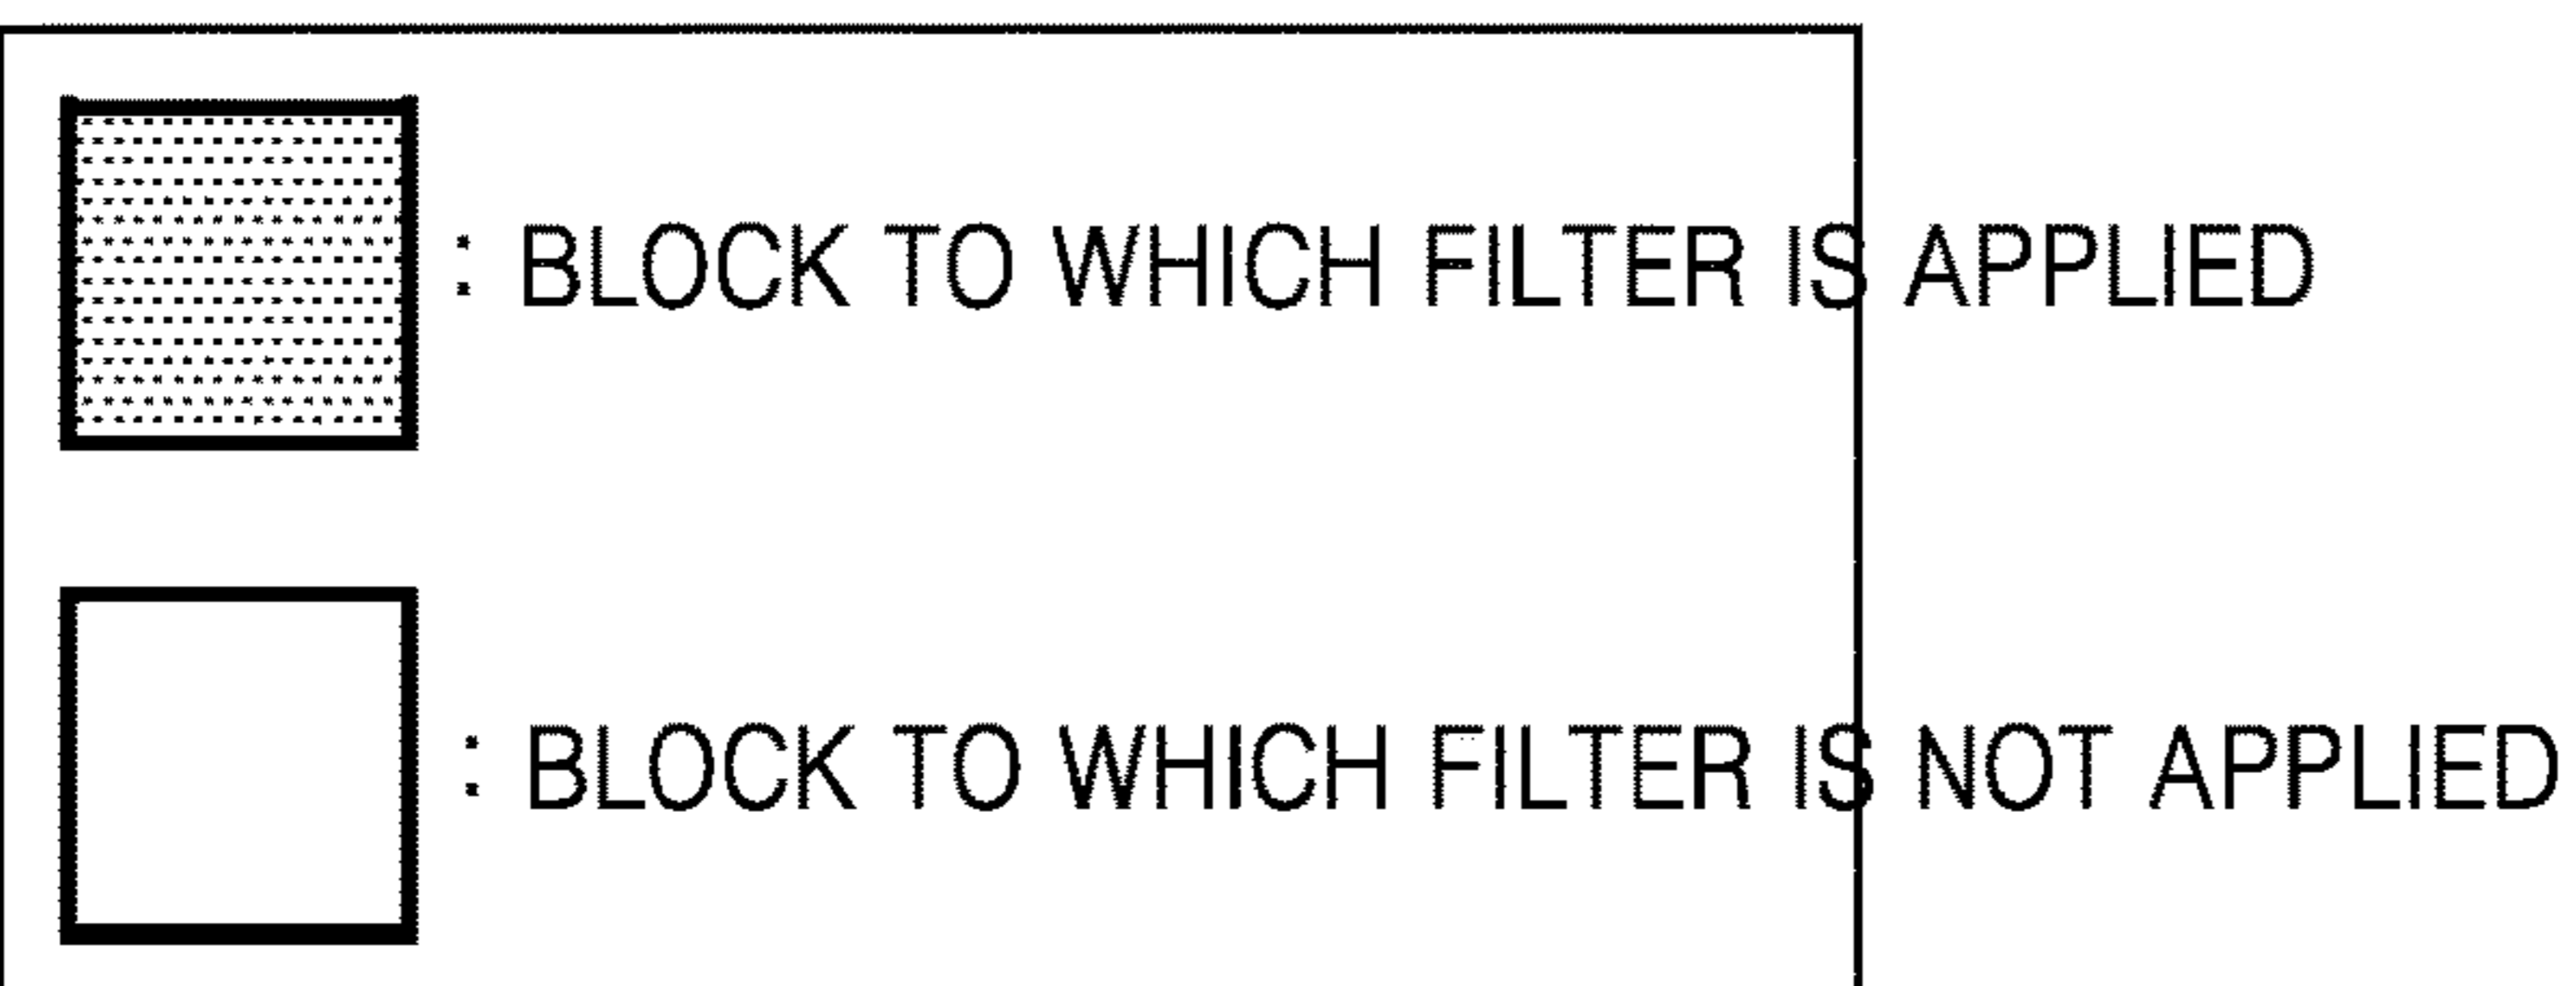 : BLOCK TO WHICH FILTER IS APPLIED
: BLOCK TO WHICH FILTER IS NOT APPLIED